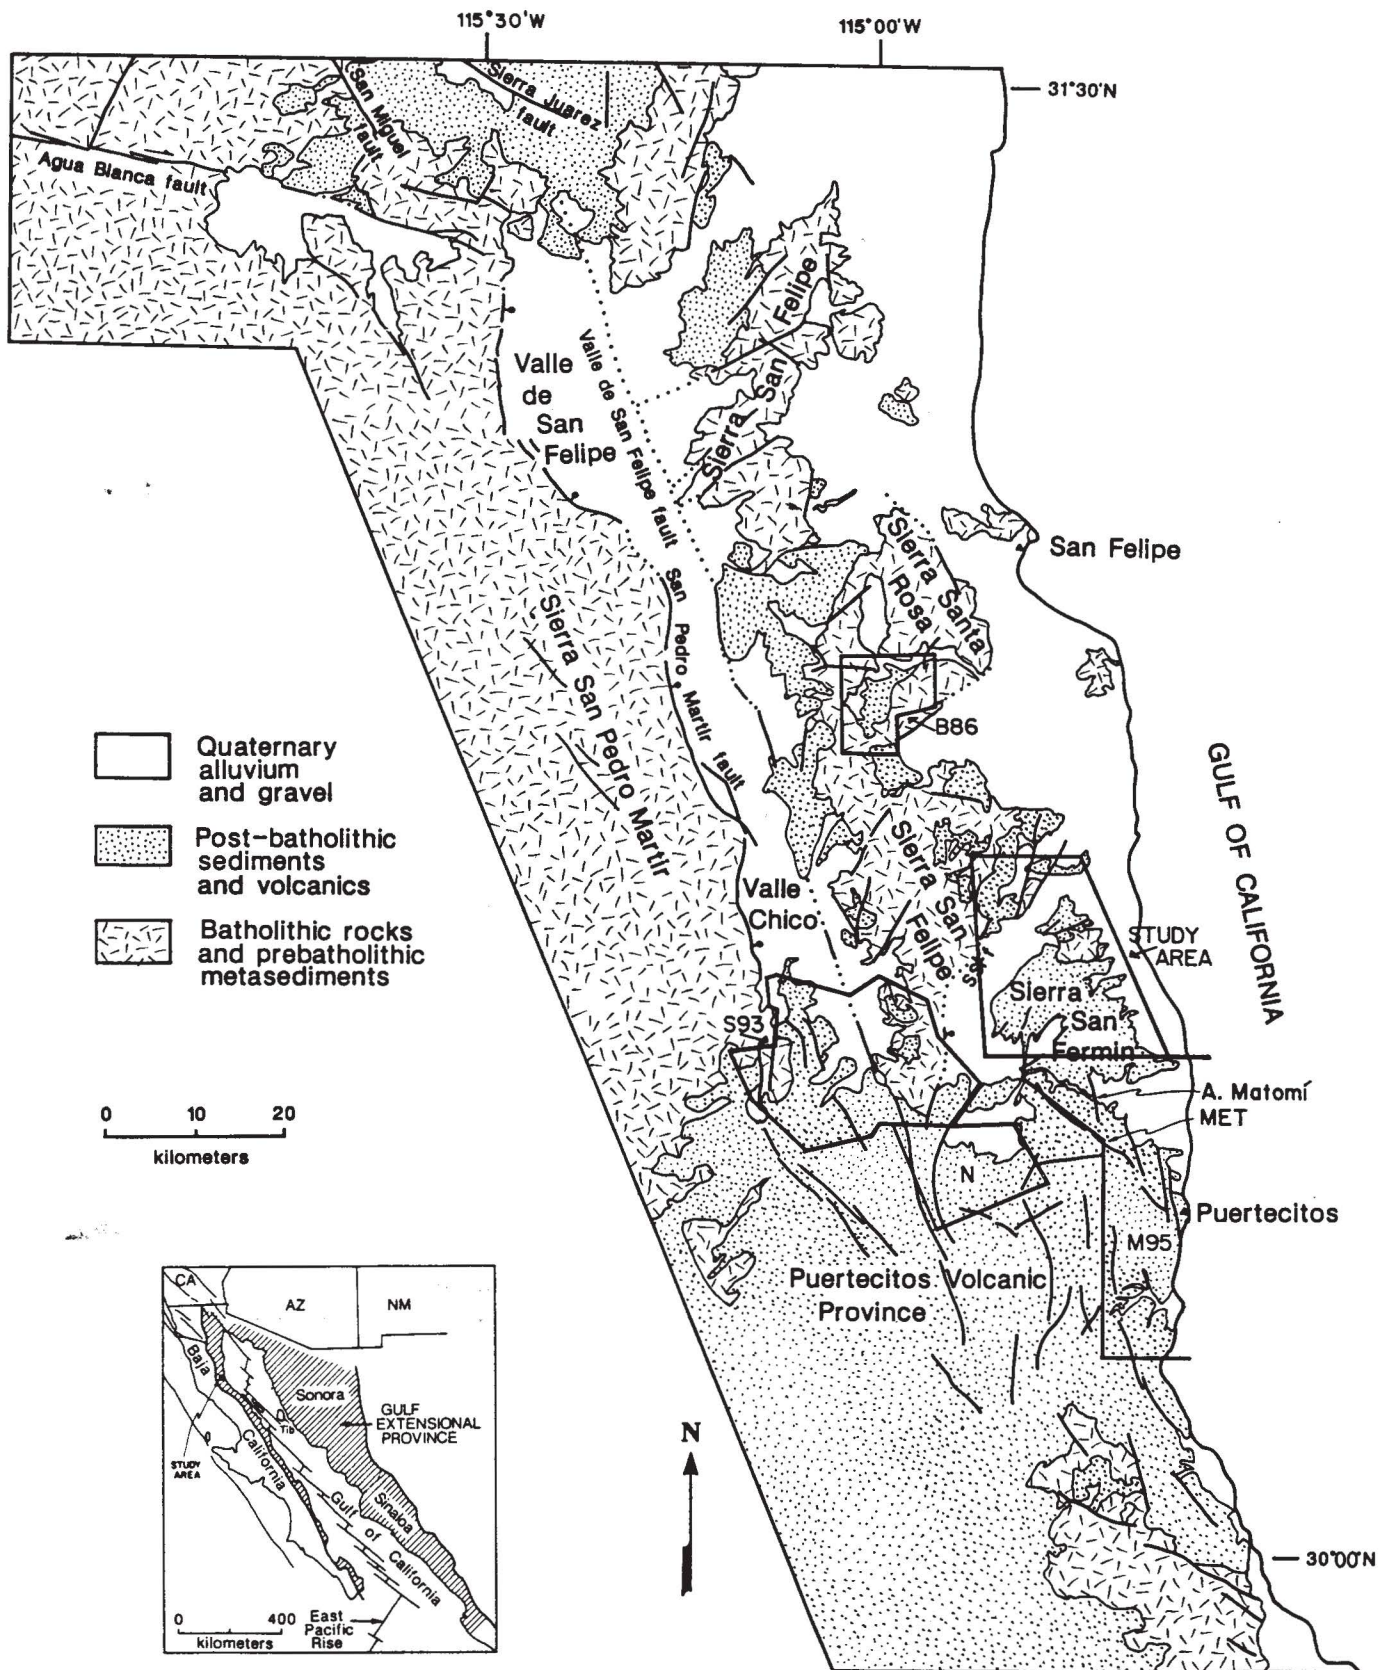 115°30'W
115°00'W
31°30'N
San Miguel
fault
Sierra Juarez
fault
Agua Blanca fault
Valle
de
San
Felipe
Valle de San Felipe fault
Sierra San
Felipe
San Felipe
Sierra Santa
Rosa
San Pedro Martir fault
Sierra San Pedro Martir
B86
GULF OF CALIFORNIA
Quaternary
alluvium
and gravel
Post-batholithic
sediments
and volcanics
Batholithic rocks
and prebatholithic
metasediments
Valle
Chico
Sierra San
Felipe
STUDY
AREA
Sierra
San
Fermin
S93
A. Matomí
MET
0 10 20
kilometers
N
Puertecitos
M95
Puertecitos Volcanic
Province
N
30°00'N
CA
AZ
NM
Baja
California
Sonora
GULF
EXTENSIONAL
PROVINCE
Tib
STUDY
AREA
Sinaloa
Gulf of California
0 400
kilometers
East
Pacific
Rise